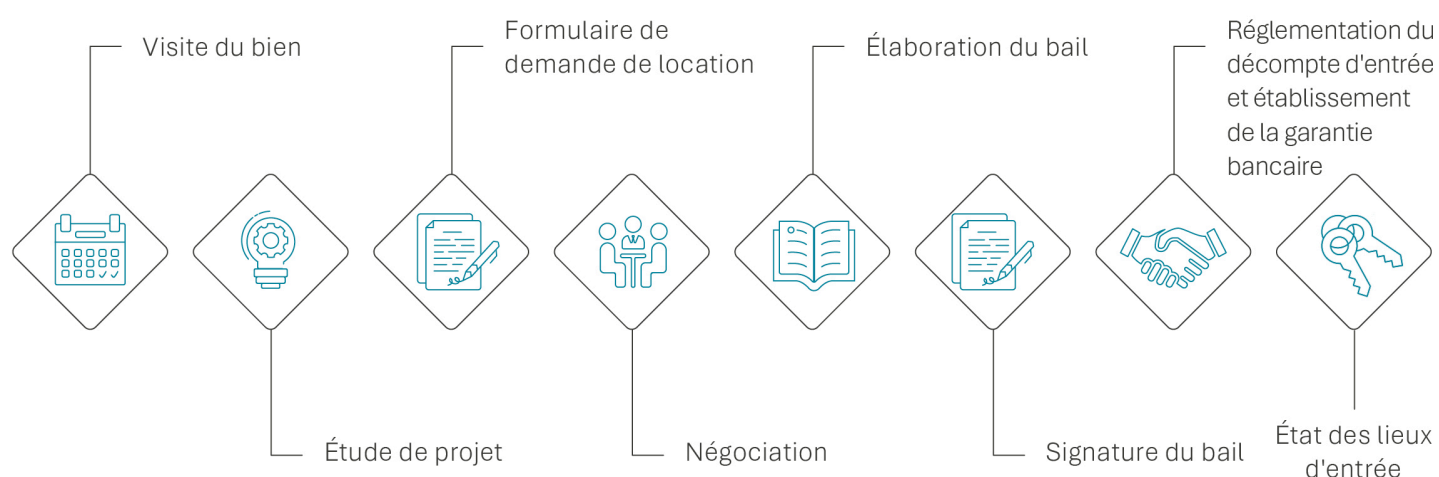 Visite du bien
Étude de projet
Formulaire de
demande de location
Négociation
Élaboration du bail
Signature du bail
Réglementation du
décompte d'entrée
et établissement
de la garantie
bancaire
État des lieux
d'entrée